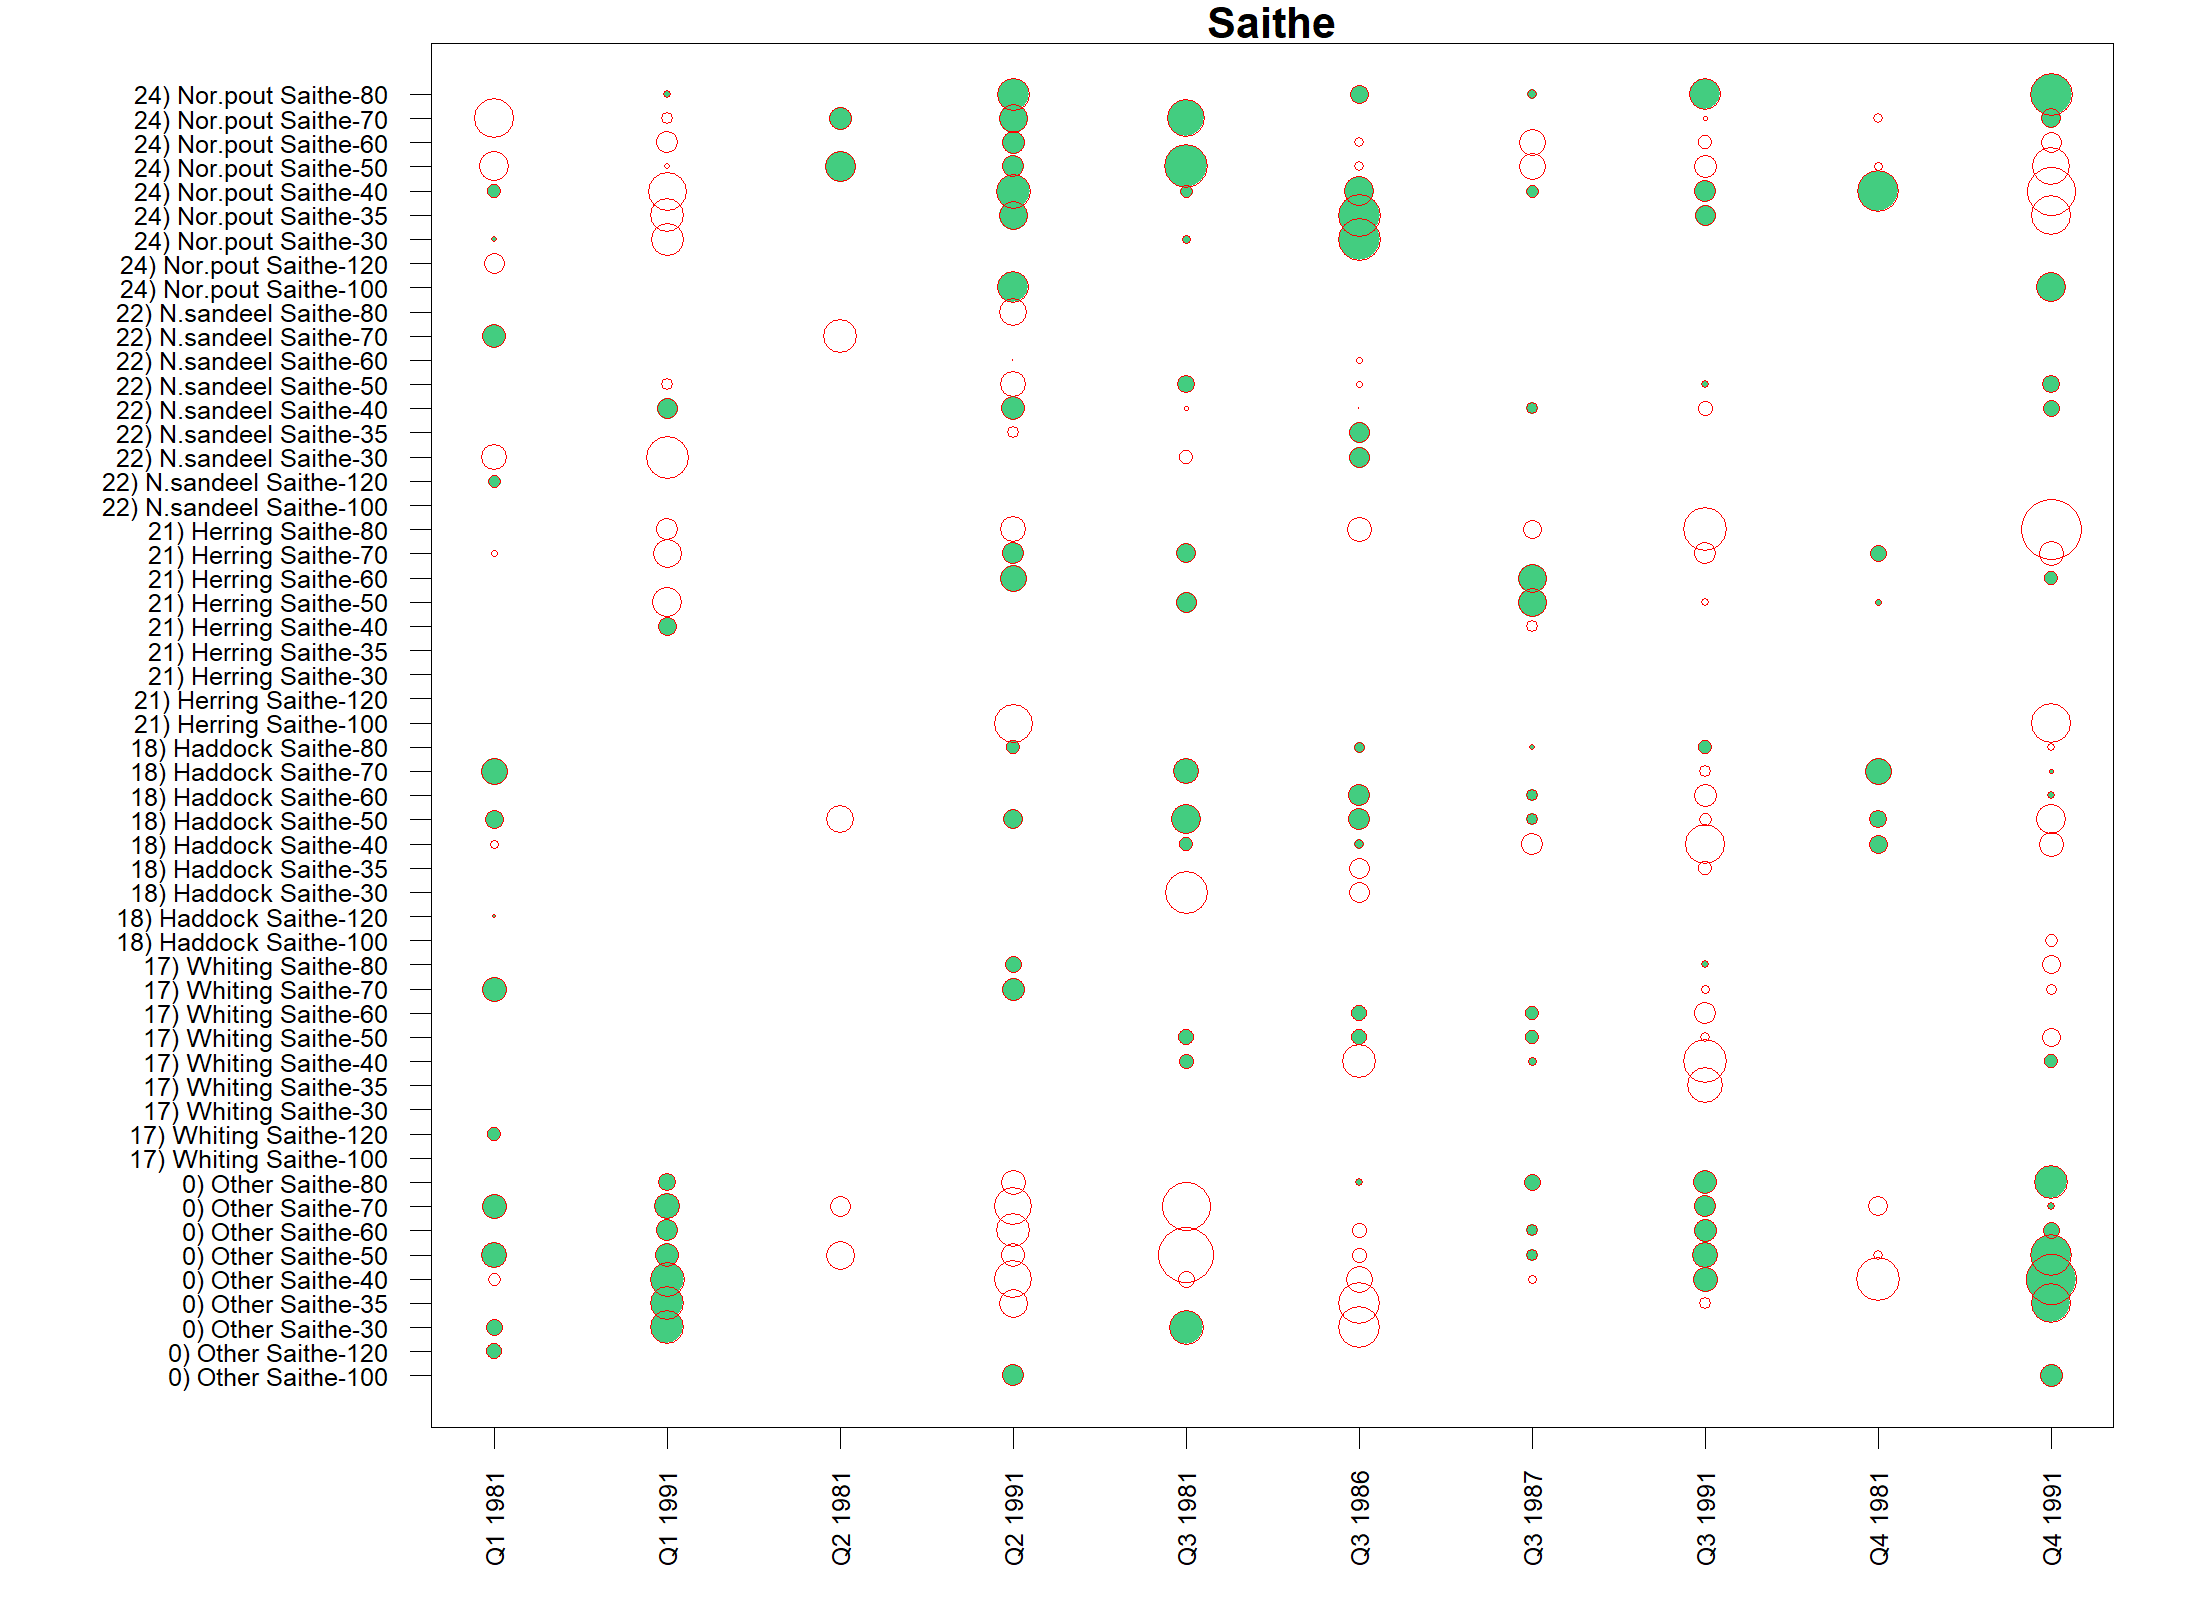 Saithe
24) Nor.pout Saithe-80
24) Nor.pout Saithe-70
24) Nor.pout Saithe-60
24) Nor.pout Saithe-50
24) Nor.pout Saithe-40
24) Nor.pout Saithe-35
24) Nor.pout Saithe-30
24) Nor.pout Saithe-120
24) Nor.pout Saithe-100
22) N.sandeel Saithe-80
22) N.sandeel Saithe-70
22) N.sandeel Saithe-60
22) N.sandeel Saithe-50
22) N.sandeel Saithe-40
22) N.sandeel Saithe-35
22) N.sandeel Saithe-30
22) N.sandeel Saithe-120
22) N.sandeel Saithe-100
21) Herring Saithe-80
21) Herring Saithe-70
21) Herring Saithe-60
21) Herring Saithe-50
21) Herring Saithe-40
21) Herring Saithe-35
21) Herring Saithe-30
21) Herring Saithe-120
21) Herring Saithe-100
18) Haddock Saithe-80
18) Haddock Saithe-70
18) Haddock Saithe-60
18) Haddock Saithe-50
18) Haddock Saithe-40
18) Haddock Saithe-35
18) Haddock Saithe-30
18) Haddock Saithe-120
18) Haddock Saithe-100
17) Whiting Saithe-80
17) Whiting Saithe-70
17) Whiting Saithe-60
17) Whiting Saithe-50
17) Whiting Saithe-40
17) Whiting Saithe-35
17) Whiting Saithe-30
17) Whiting Saithe-120
17) Whiting Saithe-100
0) Other Saithe-80
0) Other Saithe-70
0) Other Saithe-60
0) Other Saithe-50
0) Other Saithe-40
0) Other Saithe-35
0) Other Saithe-30
0) Other Saithe-120
0) Other Saithe-100
Q1 1981
Q1 1991
Q2 1981
Q2 1991
Q3 1981
Q3 1986
Q3 1987
Q3 1991
Q4 1981
Q4 1991